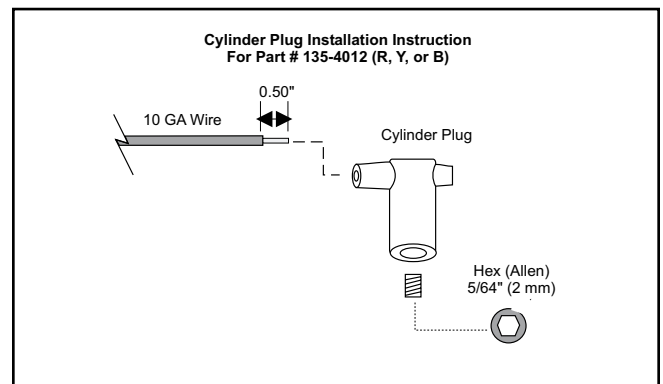 Cylinder Plug Installation Instruction
For Part # 135-4012 (R, Y, or B)
0.50"
10 GA Wire
Cylinder Plug
Hex (Allen)
5/64" (2 mm)